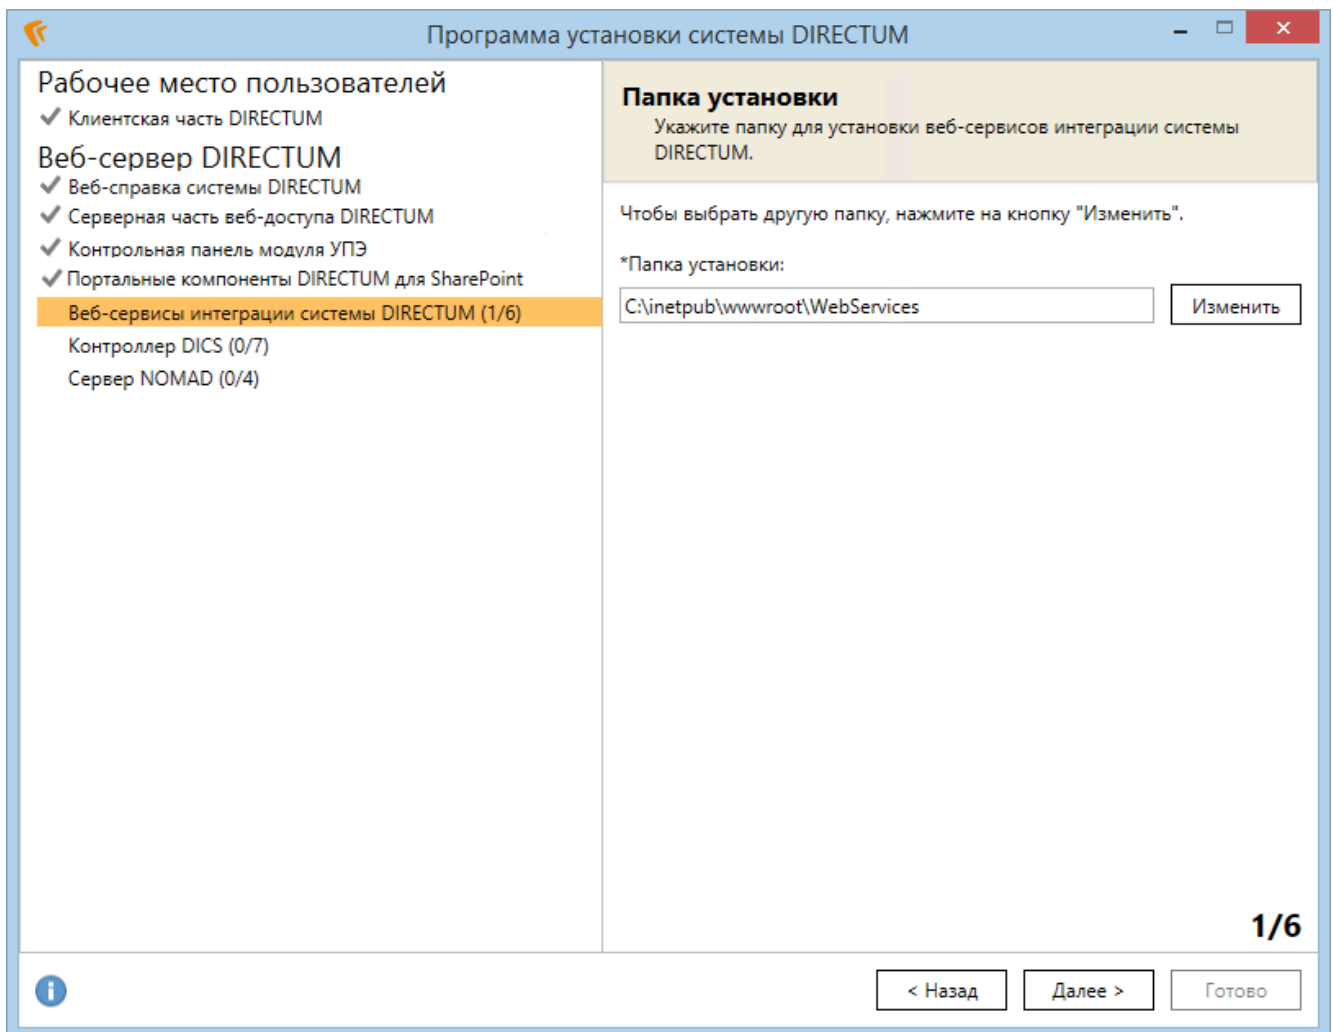 Программа установки системы DIRECTUM
Рабочее место пользователей
Клиентская часть DIRECTUM
Веб-сервер DIRECTUM
Веб-справка системы DIRECTUM
Серверная часть веб-доступа DIRECTUM
Контрольная панель модуля УПЭ
Портальные компоненты DIRECTUM для SharePoint
Веб-сервисы интеграции системы DIRECTUM (1/6)
Контроллер DICS (0/7)
Сервер NOMAD (0/4)
Папка установки
Укажите папку для установки веб-сервисов интеграции системы
DIRECTUM.
Чтобы выбрать другую папку, нажмите на кнопку "Изменить".
*Папка установки:
C:\inetpub\wwwroot\WebServices
Изменить
1/6
< Назад
Далее >
Готово